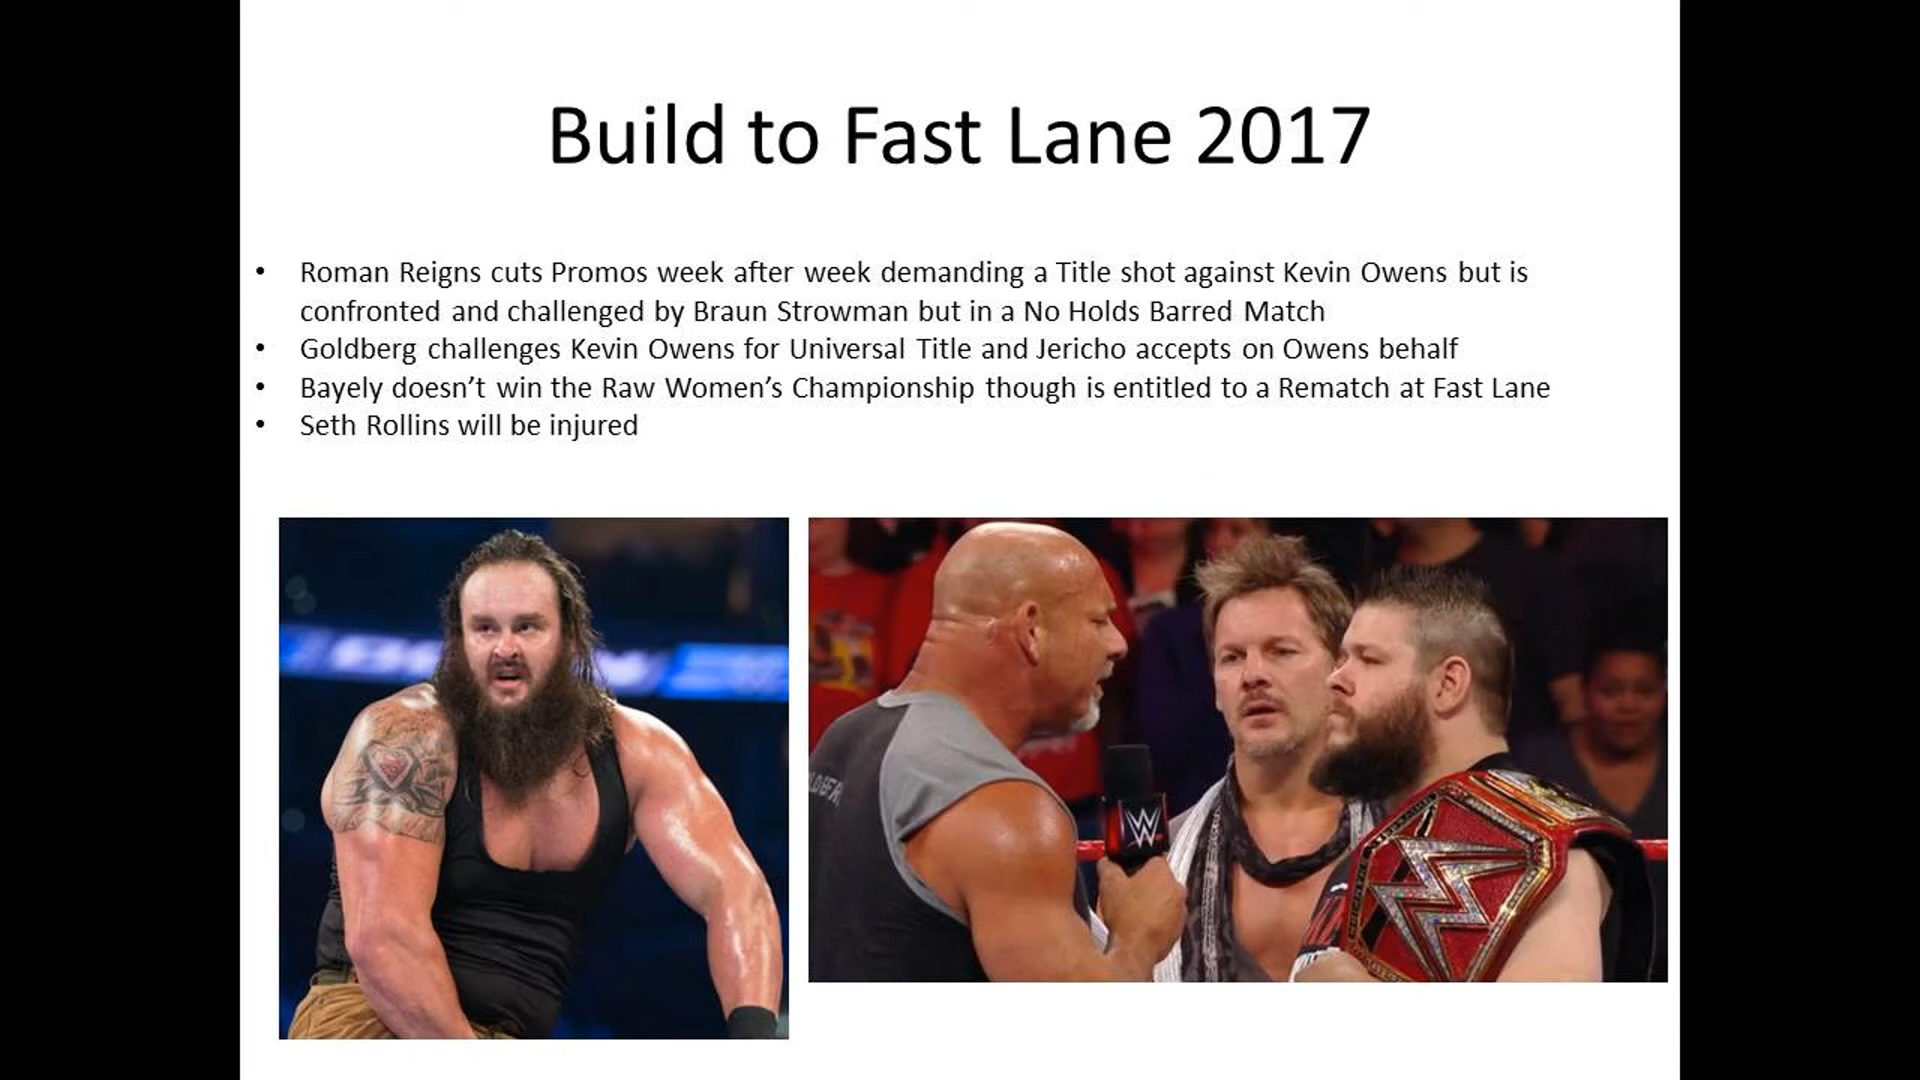 Build to Fast Lane 2017
• Roman Reigns cuts Promos week after week demanding a Title shot against Kevin Owens but is
confronted and challenged by Braun Strowman but in a No Holds Barred Match
• Goldberg challenges Kevin Owens for Universal Title and Jericho accepts on Owens behalf
• Bayely doesn’t win the Raw Women’s Championship though is entitled to a Rematch at Fast Lane
• Seth Rollins will be injured